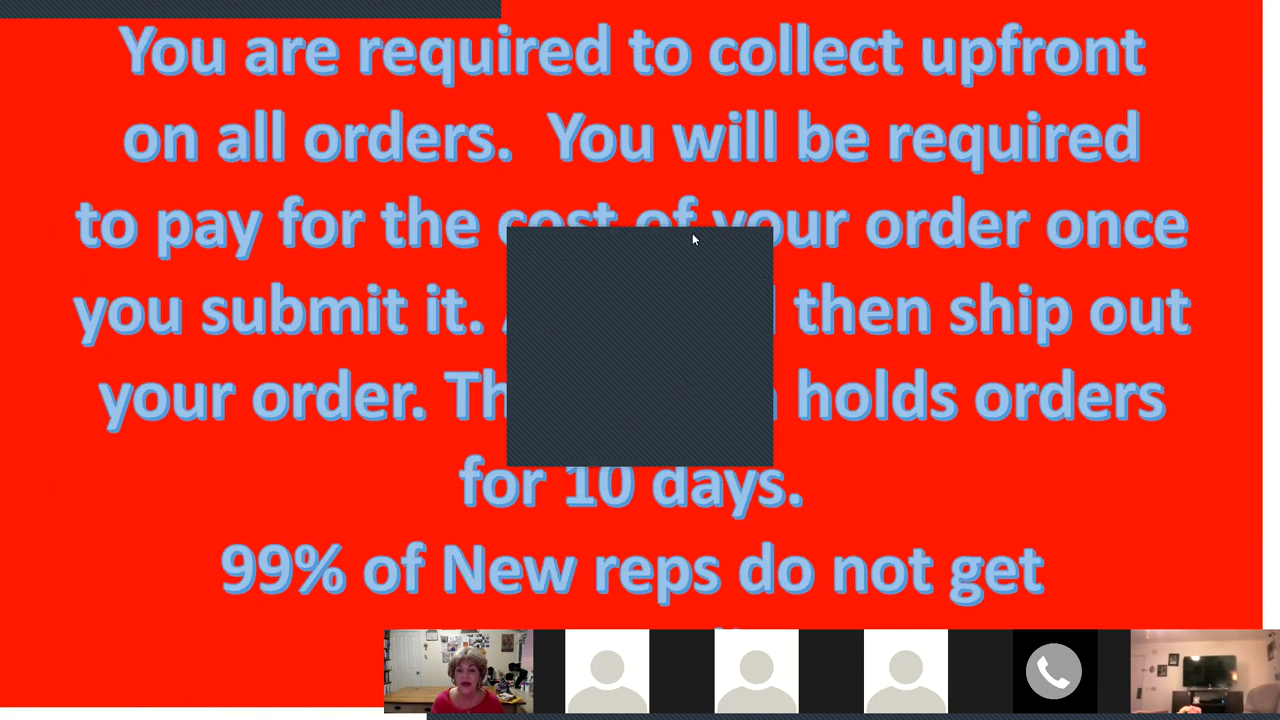 You are required to collect upfront
on all orders. You will be required
to pay for the cost of your order once
you submit it. then ship out
your order. holds orders
for 10 days.
99% of New reps do not get